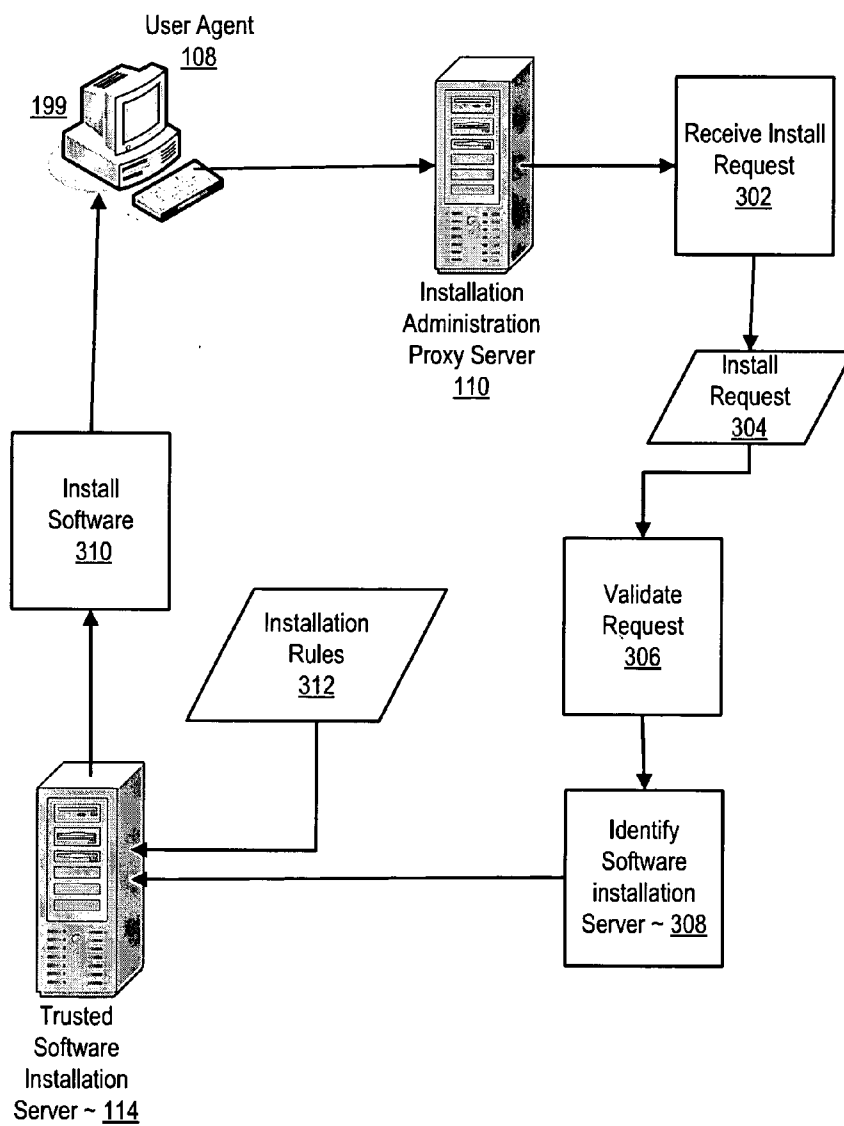 User Agent
108
199
Receive Install
Request
302
Installation
Administration
Proxy Server
110
Install
Request
304
Install
Software
310
Installation
Rules
312
Validate
Request
306
Identify
Software
installation
Server ~ 308
Trusted
Software
Installation
Server ~ 114